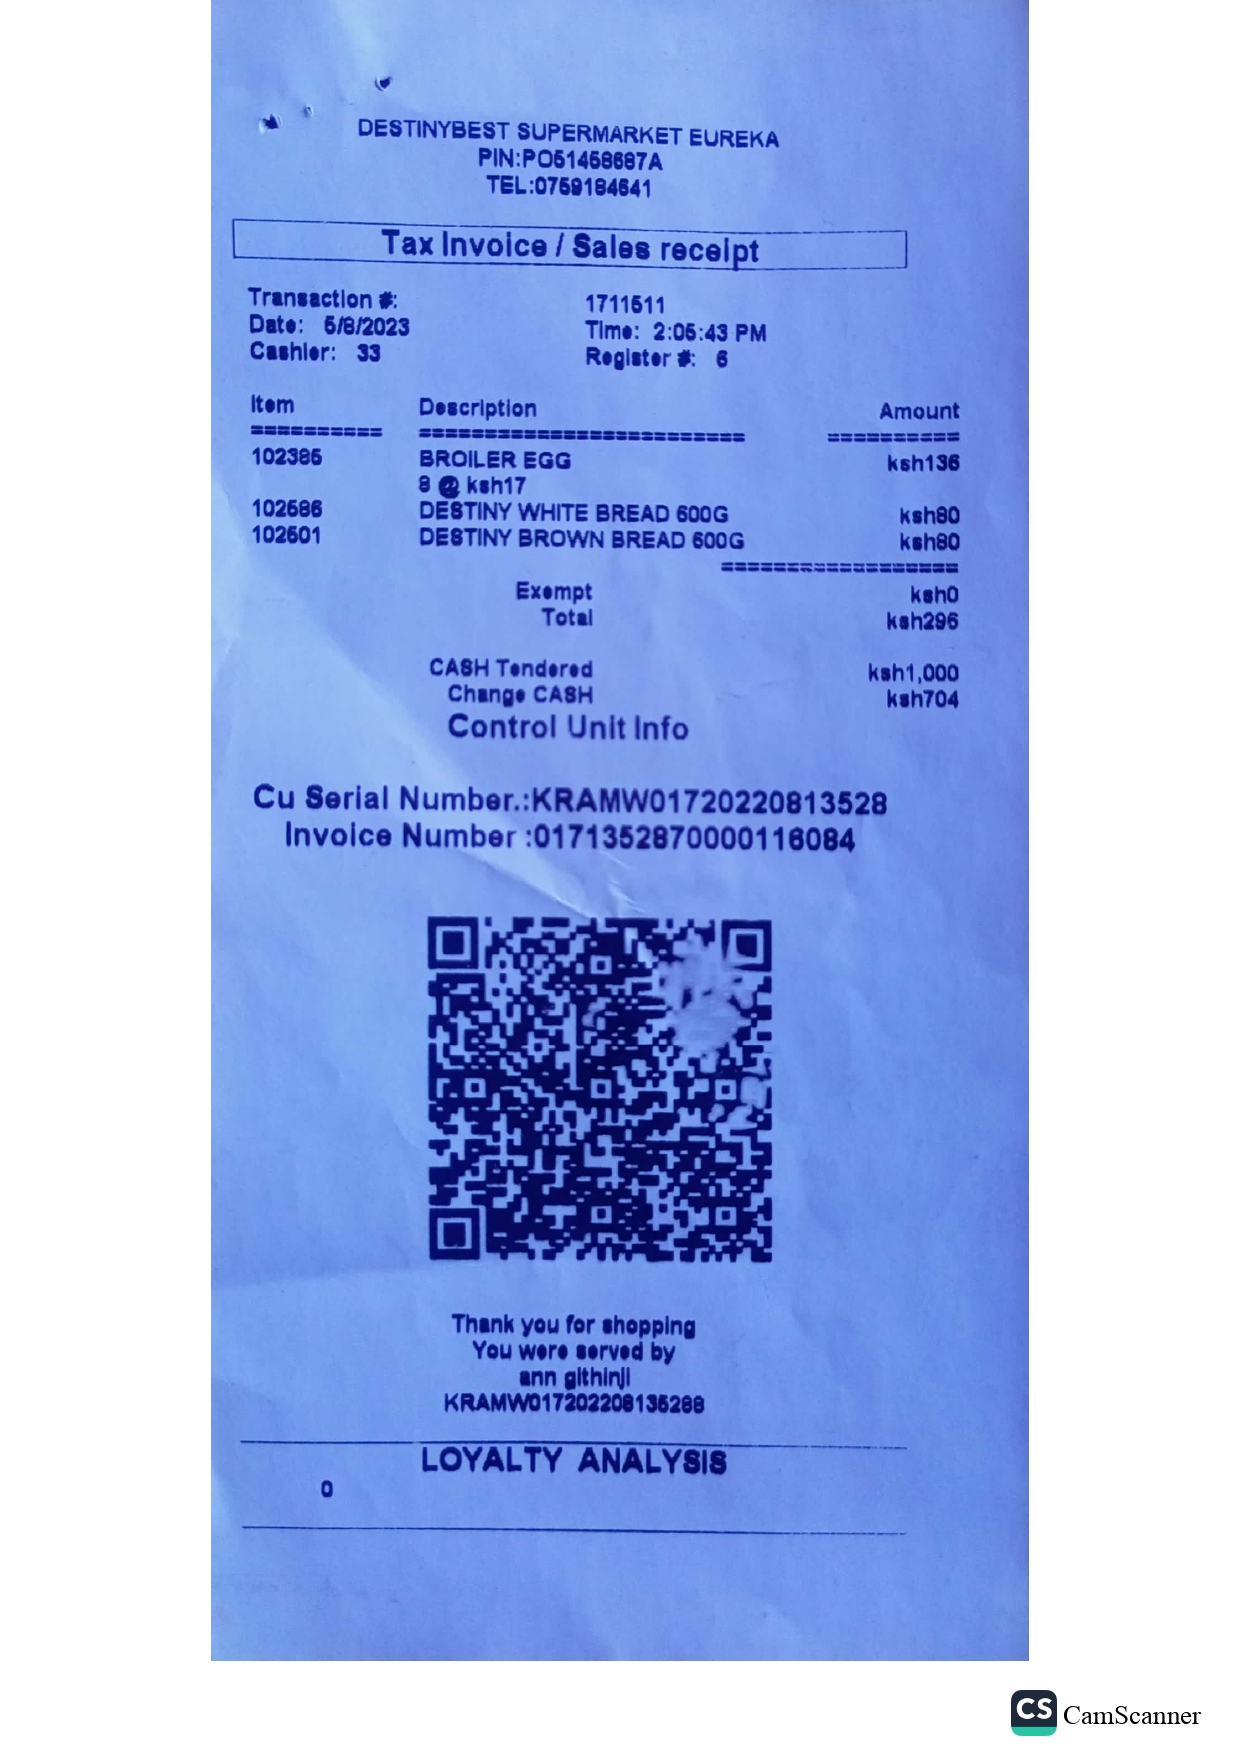 DESTINYBEST SUPERMARKET EUREKA
PIN:PO51458687A
TEL:0759184641
Tax Invoice / Sales receipt
Transaction #: 1711511
Date: 5/8/2023 Time: 2:05:43 PM
Cashier: 33 Register #: 6
Item Description Amount
========== ========================= ==========
102385 BROILER EGG ksh136
8 @ ksh17
102586 DESTINY WHITE BREAD 600G ksh80
102501 DESTINY BROWN BREAD 600G ksh80
==================
Exempt ksh0
Total ksh296
CASH Tendered ksh1,000
Change CASH ksh704
Control Unit Info
Cu Serial Number.:KRAMW01720220813528
Invoice Number :0171352870000116084
Thank you for shopping
You were served by
ann githinji
KRAMW017202208135288
LOYALTY ANALYSIS
0
CS CamScanner